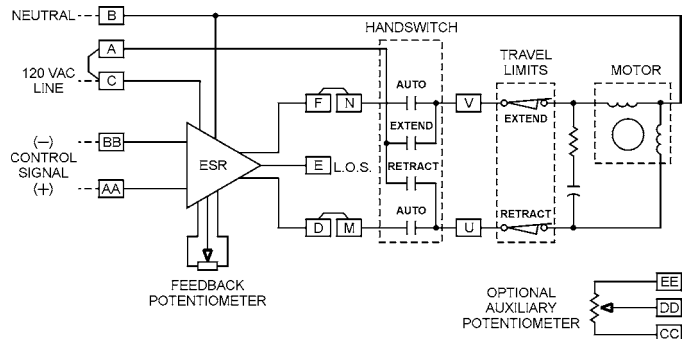 NEUTRAL
B
A
C
120 VAC
LINE
HANDSWITCH
TRAVEL
LIMITS
MOTOR
AUTO
F
N
V
EXTEND
EXTEND
(−)
BB
CONTROL
SIGNAL
(+)
AA
ESR
E
L.O.S.
RETRACT
AUTO
D
M
U
RETRACT
FEEDBACK
POTENTIOMETER
OPTIONAL
AUXILIARY
POTENTIOMETER
EE
DD
CC